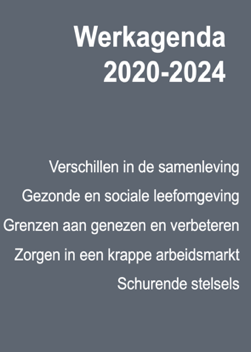 Werkagenda
2020-2024
Verschillen in de samenleving
Gezonde en sociale leefomgeving
Grenzen aan genezen en verbeteren
Zorgen in een krappe arbeidsmarkt
Schurende stelsels